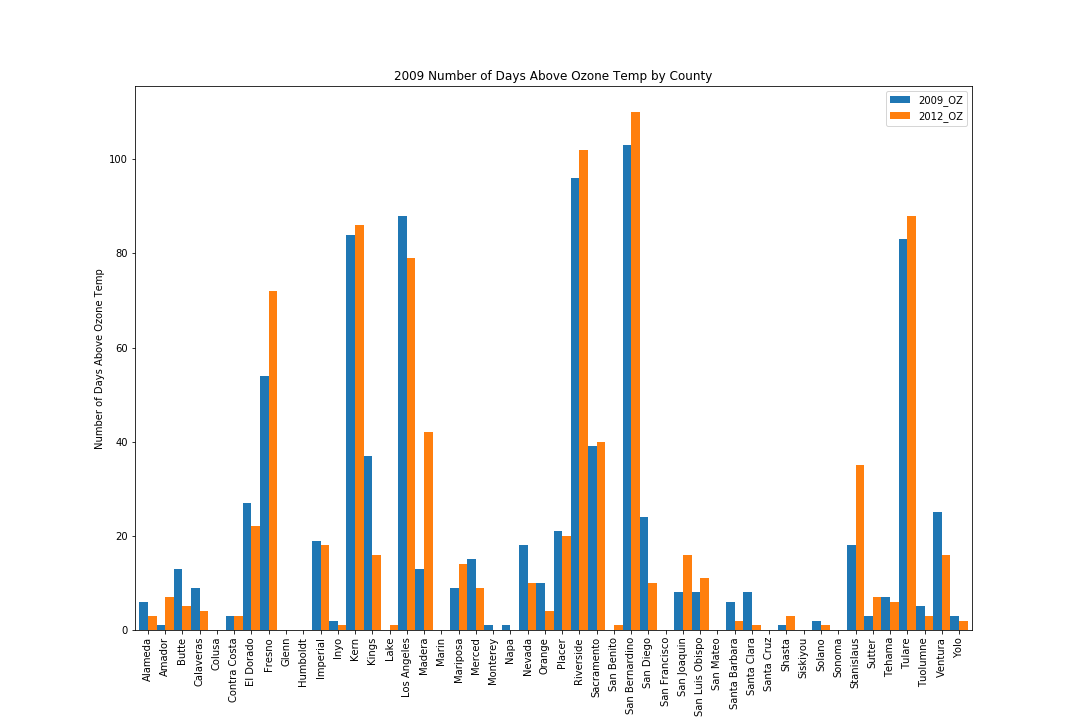 2009 Number of Days Above Ozone Temp by County
2009_OZ
2012_OZ
Number of Days Above Ozone Temp
100
80
60
40
20
0
Alameda
Amador
Butte
Calaveras
Colusa
Contra Costa
El Dorado
Fresno
Glenn
Humboldt
Imperial
Inyo
Kern
Kings
Lake
Los Angeles
Madera
Marin
Mariposa
Merced
Monterey
Napa
Nevada
Orange
Placer
Riverside
Sacramento
San Benito
San Bernardino
San Diego
San Francisco
San Joaquin
San Luis Obispo
San Mateo
Santa Barbara
Santa Clara
Santa Cruz
Shasta
Siskiyou
Solano
Sonoma
Stanislaus
Sutter
Tehama
Tulare
Tuolumne
Ventura
Yolo